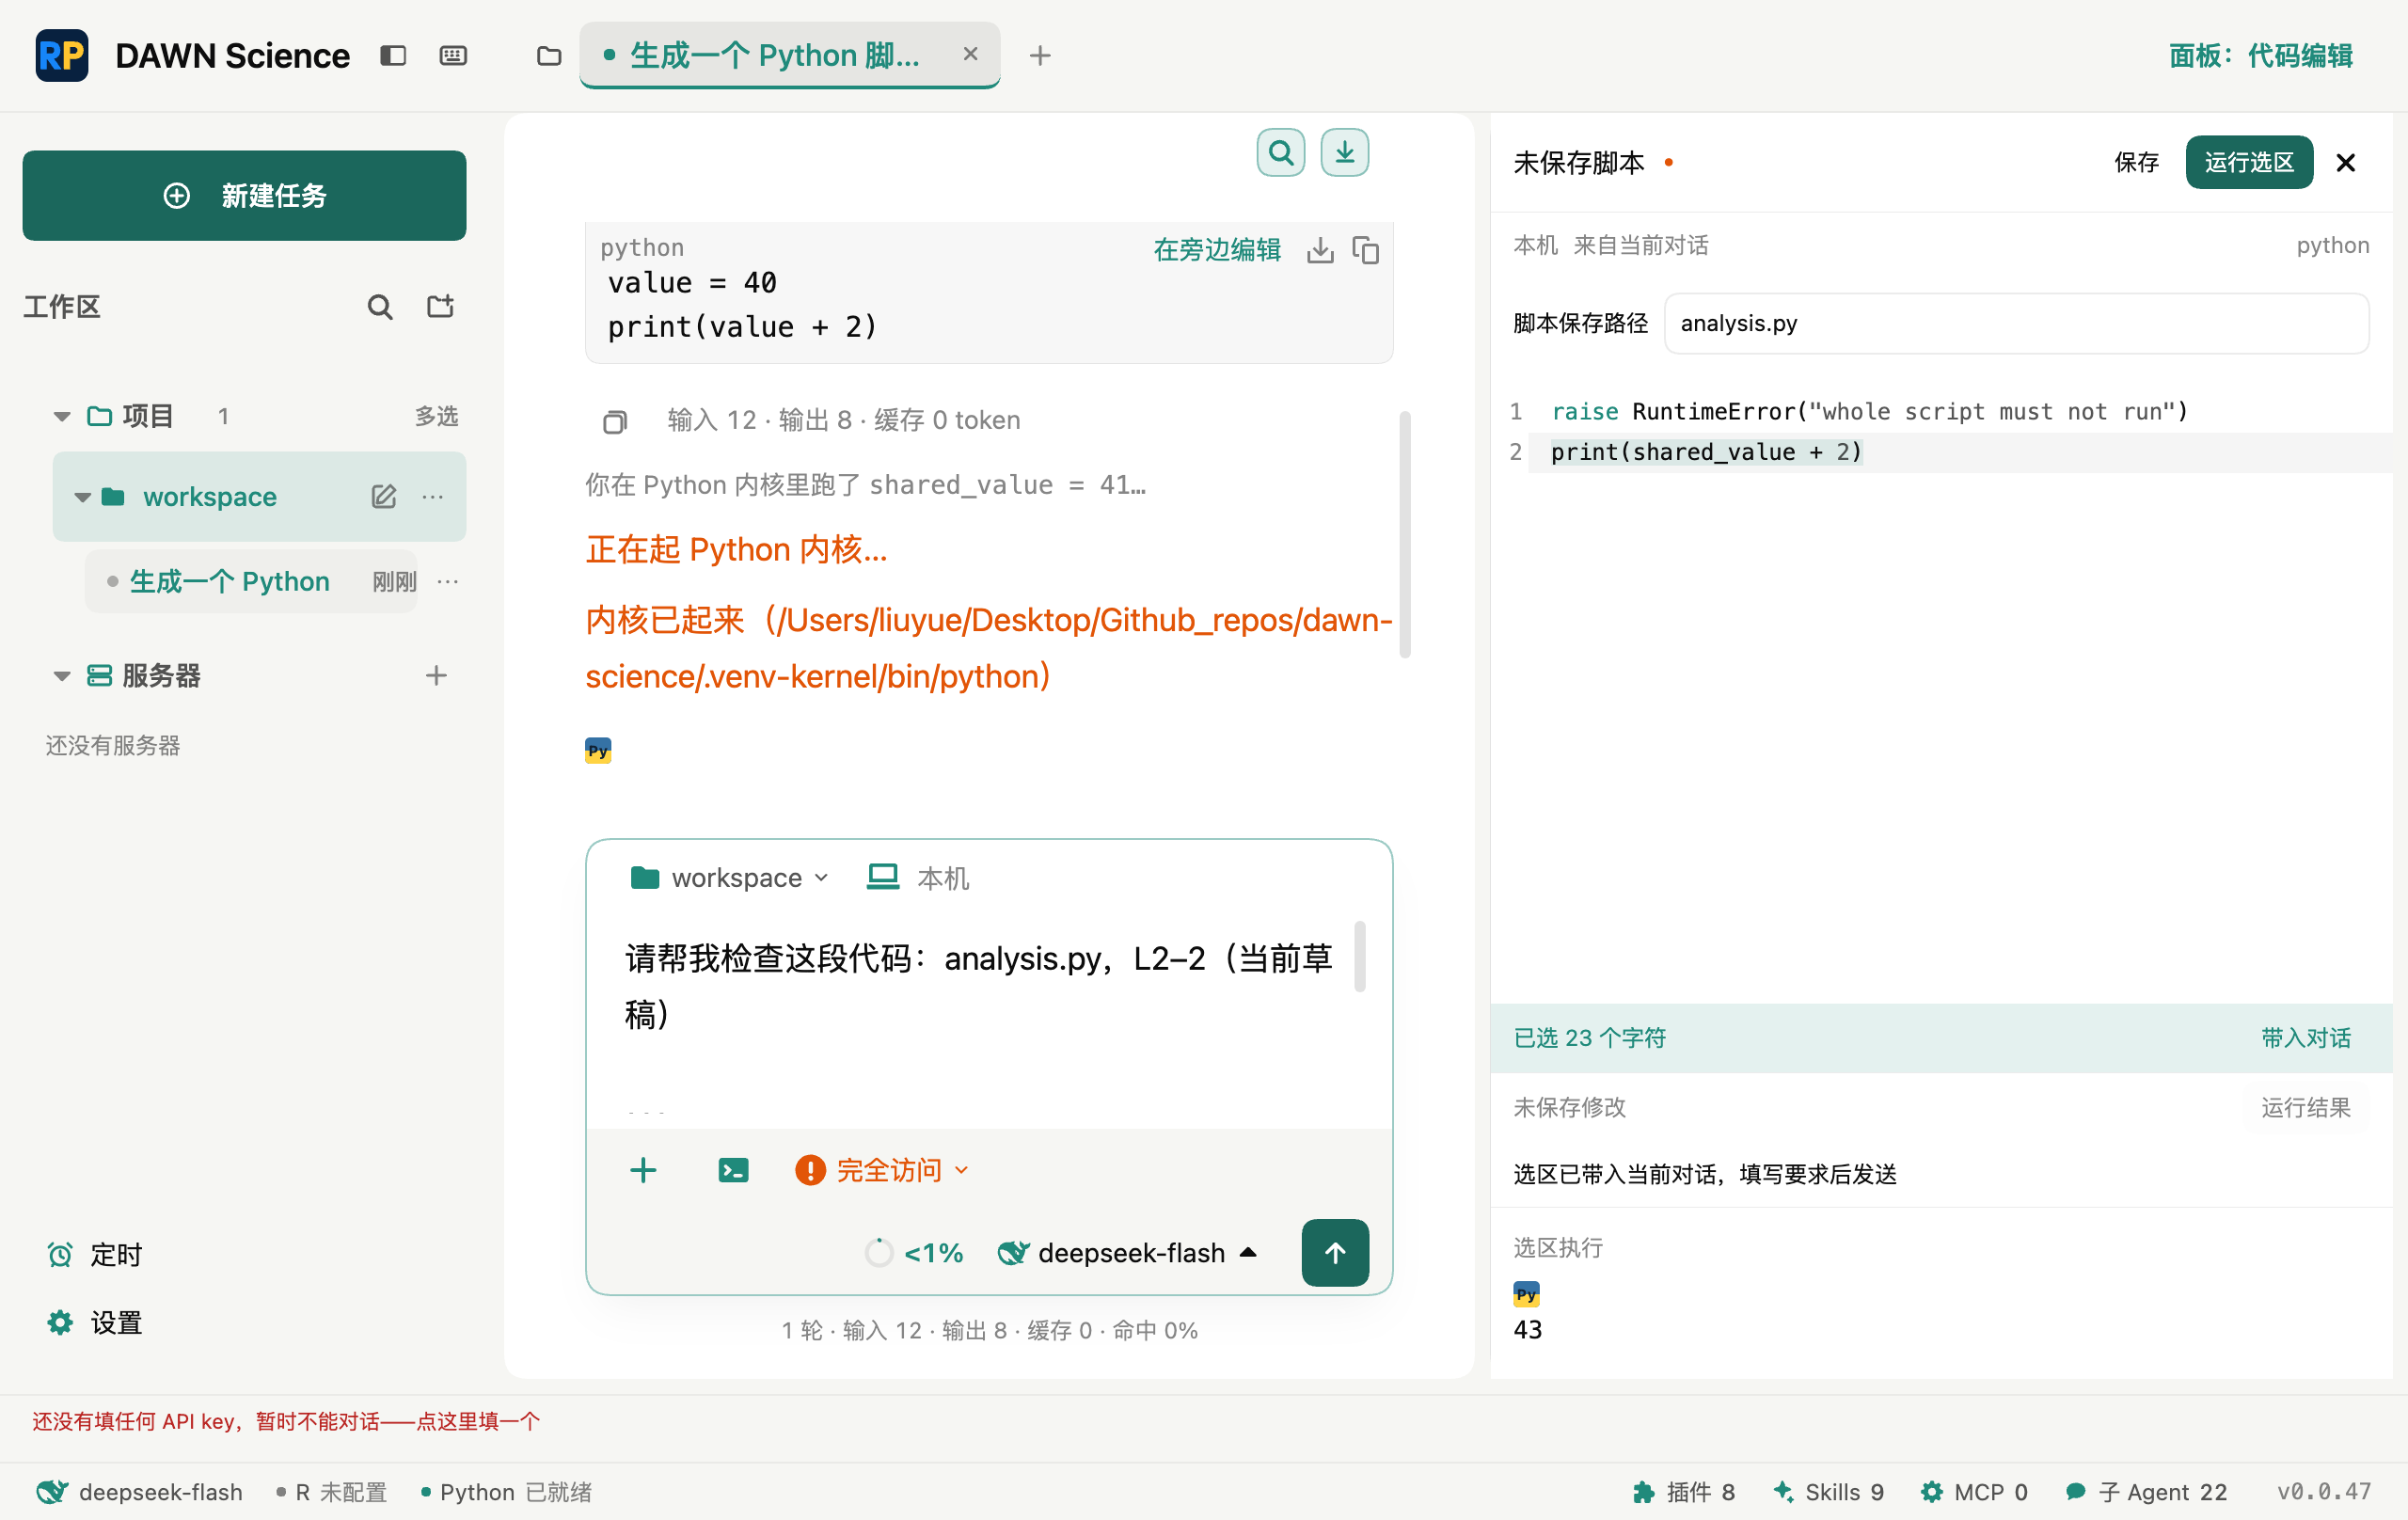 RP DAWN Science
生成一个 Python 脚...
面板：代码编辑
新建任务
工作区
项目 1 多选
workspace
生成一个 Python 刚刚
服务器
还没有服务器
定时
设置
python 在旁边编辑
value = 40
print(value + 2)
输入 12 · 输出 8 · 缓存 0 token
你在 Python 内核里跑了 shared_value = 41…
正在起 Python 内核...
内核已起来（/Users/liuyue/Desktop/Github_repos/dawn-
science/.venv-kernel/bin/python）
Py
workspace 本机
请帮我检查这段代码：analysis.py，L2–2（当前草
稿）
完全访问
<1% deepseek-flash
1 轮 · 输入 12 · 输出 8 · 缓存 0 · 命中 0%
未保存脚本 保存 运行选区
本机 来自当前对话 python
脚本保存路径 analysis.py
1 raise RuntimeError("whole script must not run")
2 print(shared_value + 2)
已选 23 个字符 带入对话
未保存修改 运行结果
选区已带入当前对话，填写要求后发送
选区执行
Py
43
还没有填任何 API key，暂时不能对话——点这里填一个
deepseek-flash R 未配置 Python 已就绪 插件 8 Skills 9 MCP 0 子 Agent 22 v0.0.47